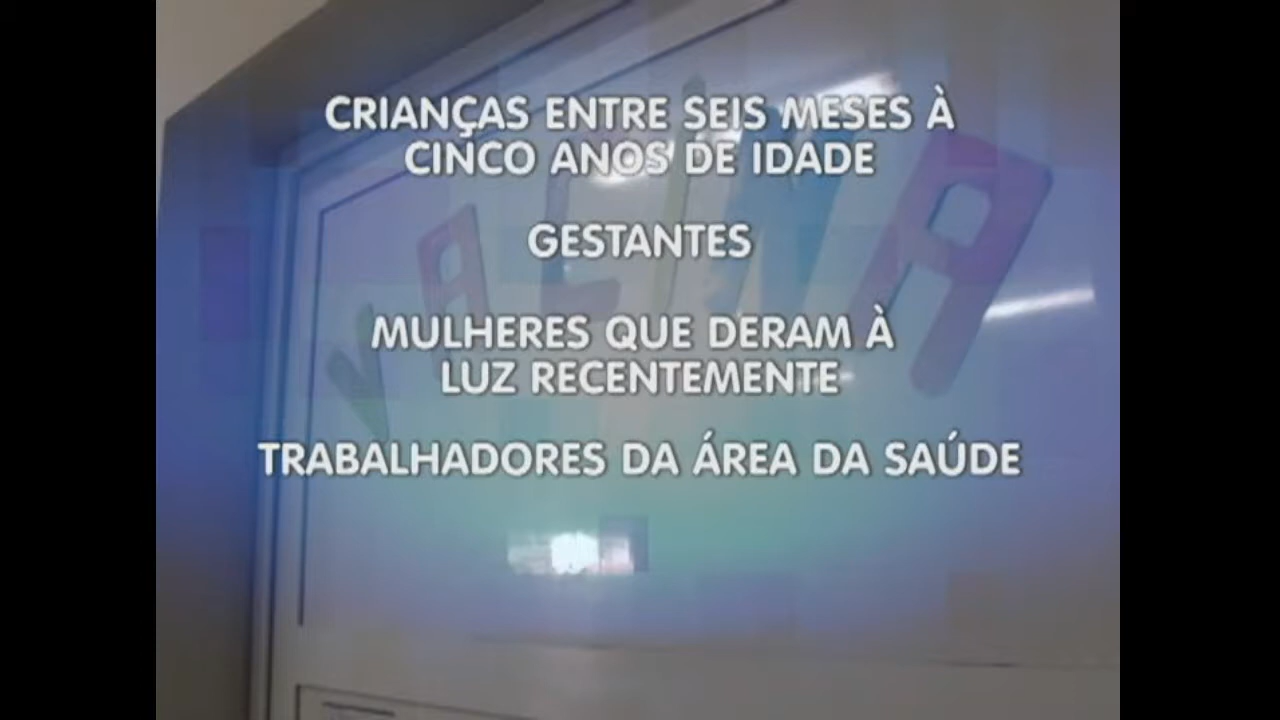 CRIANÇAS ENTRE SEIS MESES À
CINCO ANOS DE IDADE
GESTANTES
MULHERES QUE DERAM À
LUZ RECENTEMENTE
TRABALHADORES DA ÁREA DA SAÚDE
VACINA